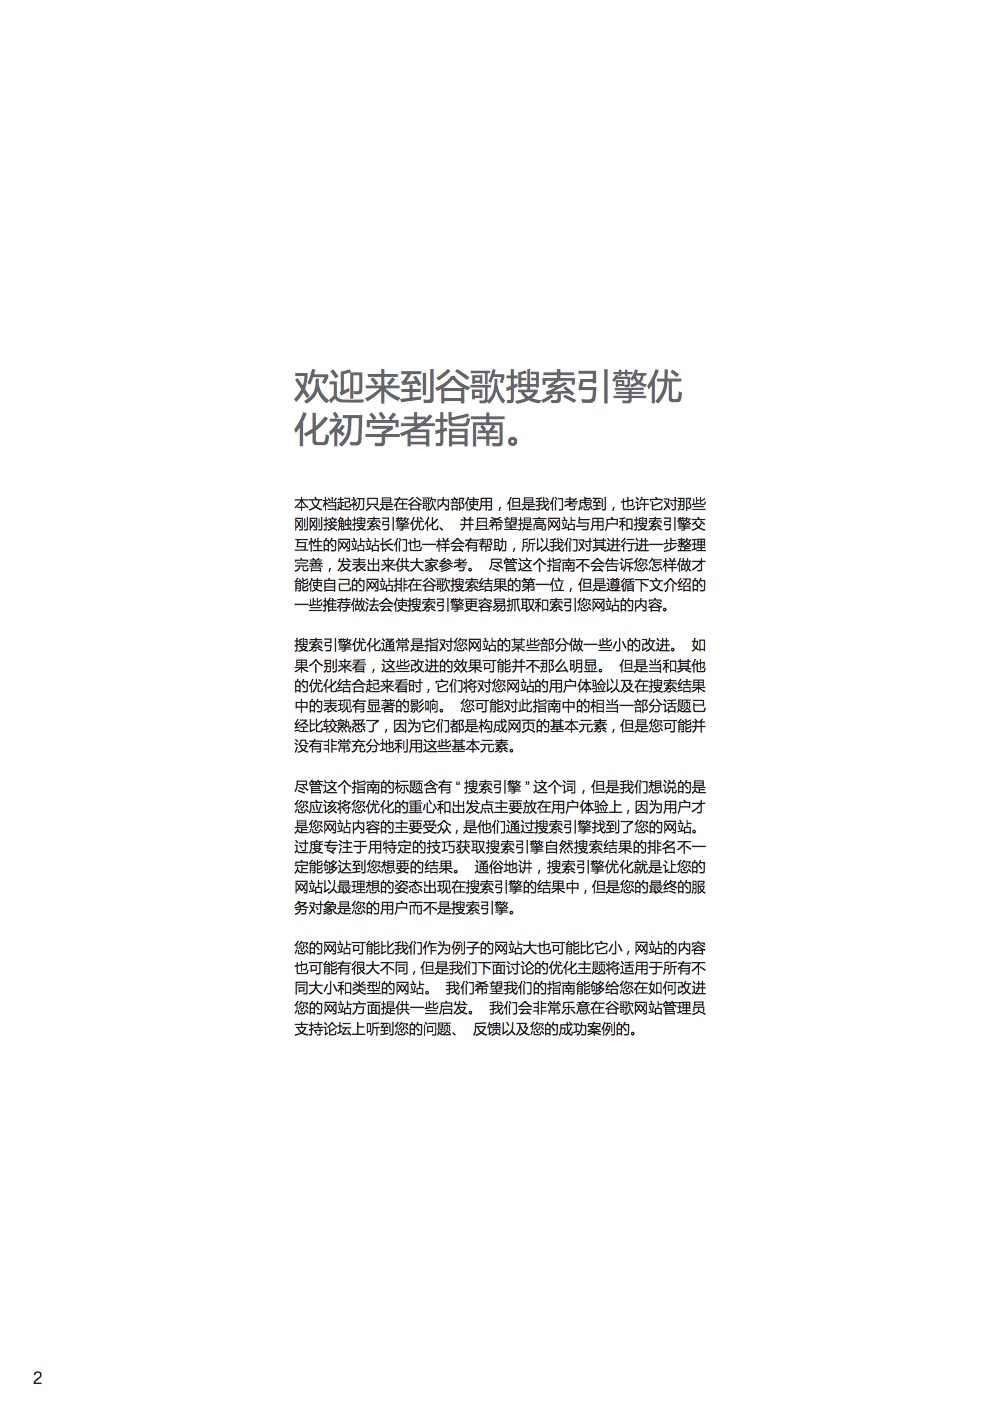 欢迎来到谷歌搜索引擎优
化初学者指南。
本文档起初只是在谷歌内部使用，但是我们考虑到，也许它对那些
刚刚接触搜索引擎优化、 并且希望提高网站与用户和搜索引擎交
互性的网站站长们也一样会有帮助，所以我们对其进行进一步整理
完善，发表出来供大家参考。 尽管这个指南不会告诉您怎样做才
能使自己的网站排在谷歌搜索结果的第一位，但是遵循下文介绍的
一些推荐做法会使搜索引擎更容易抓取和索引您网站的内容。
搜索引擎优化通常是指对您网站的某些部分做一些小的改进。 如
果个别来看，这些改进的效果可能并不那么明显。 但是当和其他
的优化结合起来看时，它们将对您网站的用户体验以及在搜索结果
中的表现有显著的影响。 您可能对此指南中的相当一部分话题已
经比较熟悉了，因为它们都是构成网页的基本元素，但是您可能并
没有非常充分地利用这些基本元素。
尽管这个指南的标题含有“搜索引擎”这个词，但是我们想说的是
您应该将您优化的重心和出发点主要放在用户体验上，因为用户才
是您网站内容的主要受众，是他们通过搜索引擎找到了您的网站。
过度专注于用特定的技巧获取搜索引擎自然搜索结果的排名不一
定能够达到您想要的结果。 通俗地讲，搜索引擎优化就是让您的
网站以最理想的姿态出现在搜索引擎的结果中，但是您的最终的服
务对象是您的用户而不是搜索引擎。
您的网站可能比我们作为例子的网站大也可能比它小，网站的内容
也可能有很大不同，但是我们下面讨论的优化主题将适用于所有不
同大小和类型的网站。 我们希望我们的指南能够给您在如何改进
您的网站方面提供一些启发。 我们会非常乐意在谷歌网站管理员
支持论坛上听到您的问题、 反馈以及您的成功案例的。
2